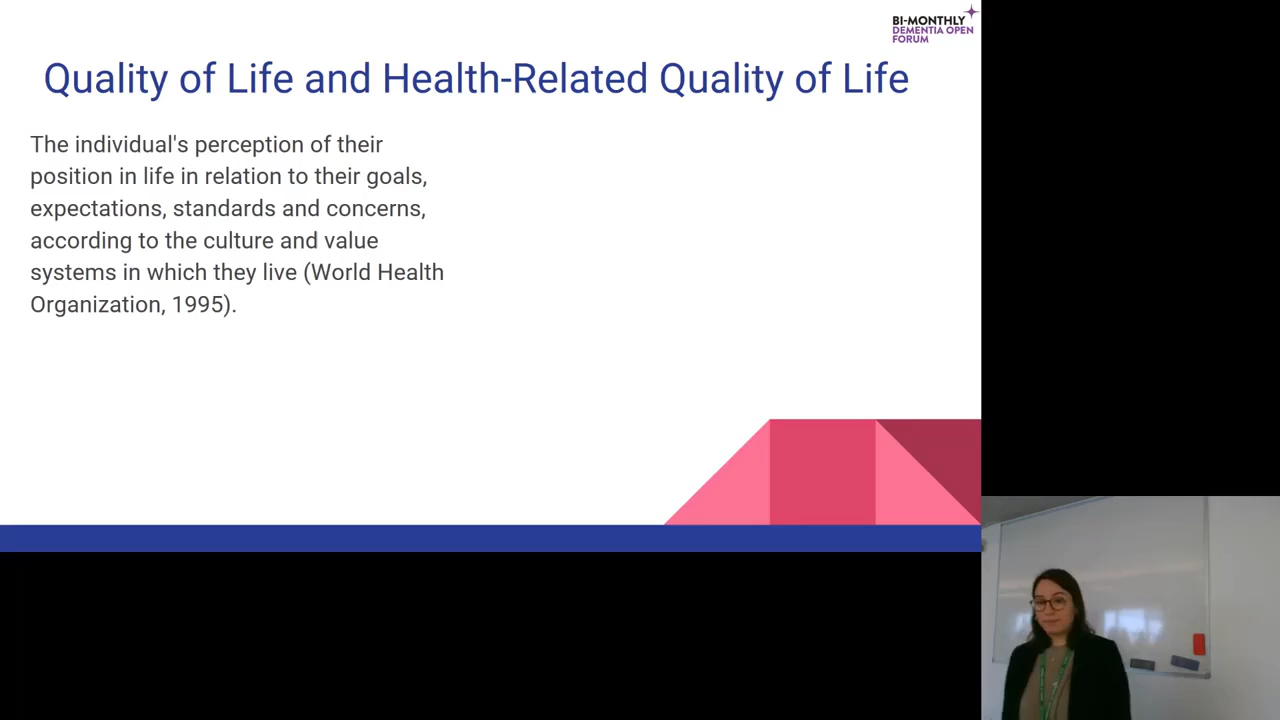 BI-MONTHLY
DEMENTIA OPEN
FORUM
Quality of Life and Health-Related Quality of Life
The individual's perception of their
position in life in relation to their goals,
expectations, standards and concerns,
according to the culture and value
systems in which they live (World Health
Organization, 1995).